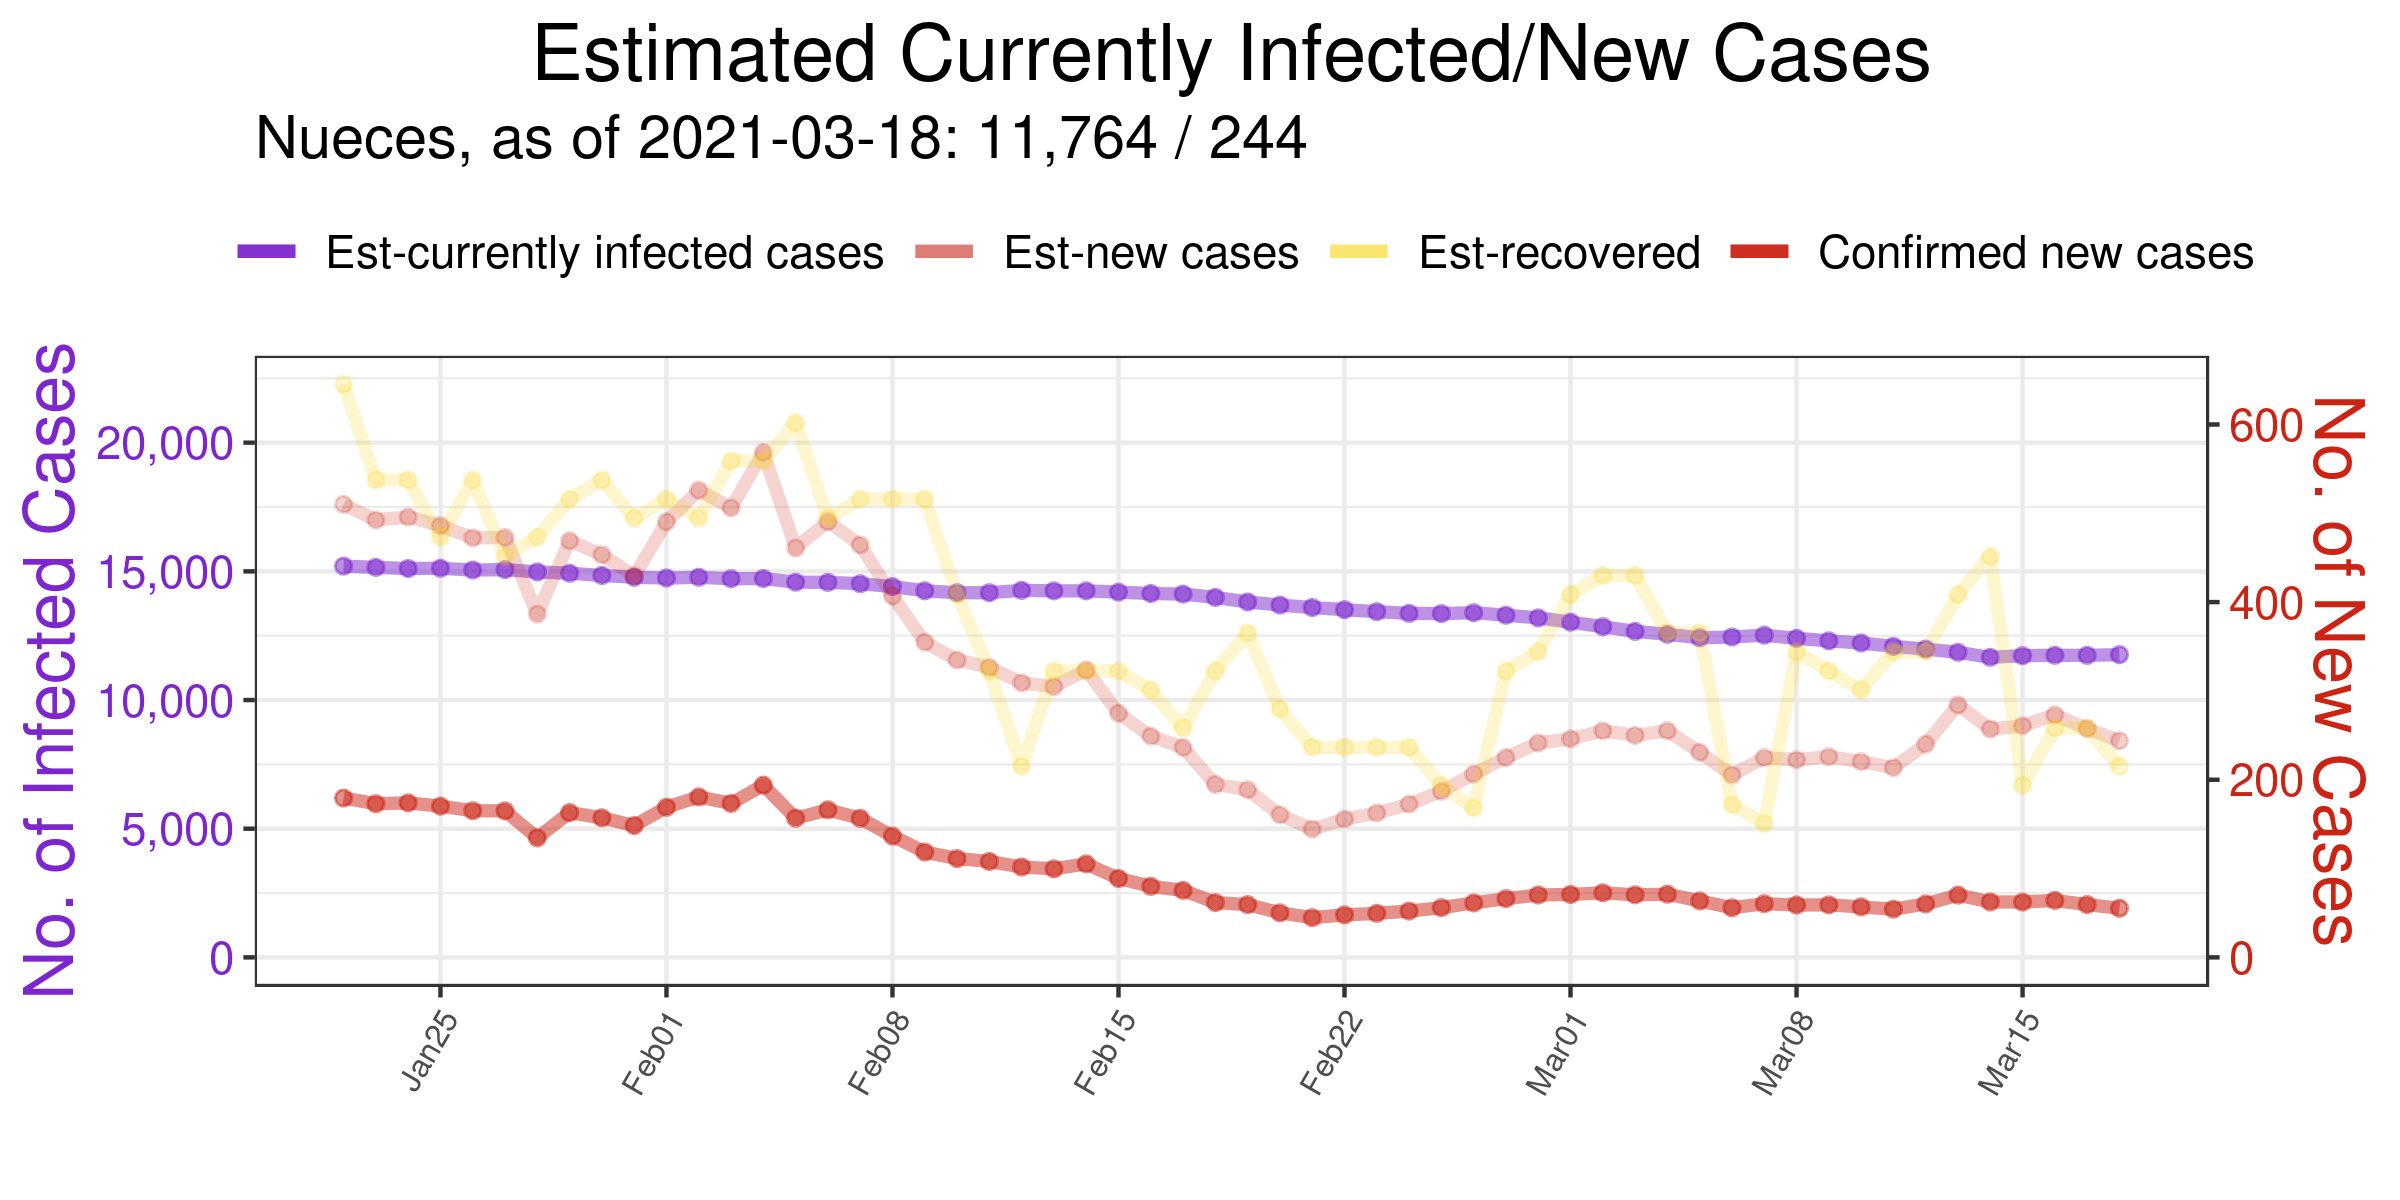 Estimated Currently Infected/New Cases
Nueces, as of 2021-03-18: 11,764 / 244
Est-currently infected cases Est-new cases Est-recovered Confirmed new cases
No. of Infected Cases
20,000
15,000
10,000
5,000
0
600
400
200
0
No. of New Cases
Jan25 Feb01 Feb08 Feb15 Feb22 Mar01 Mar08 Mar15